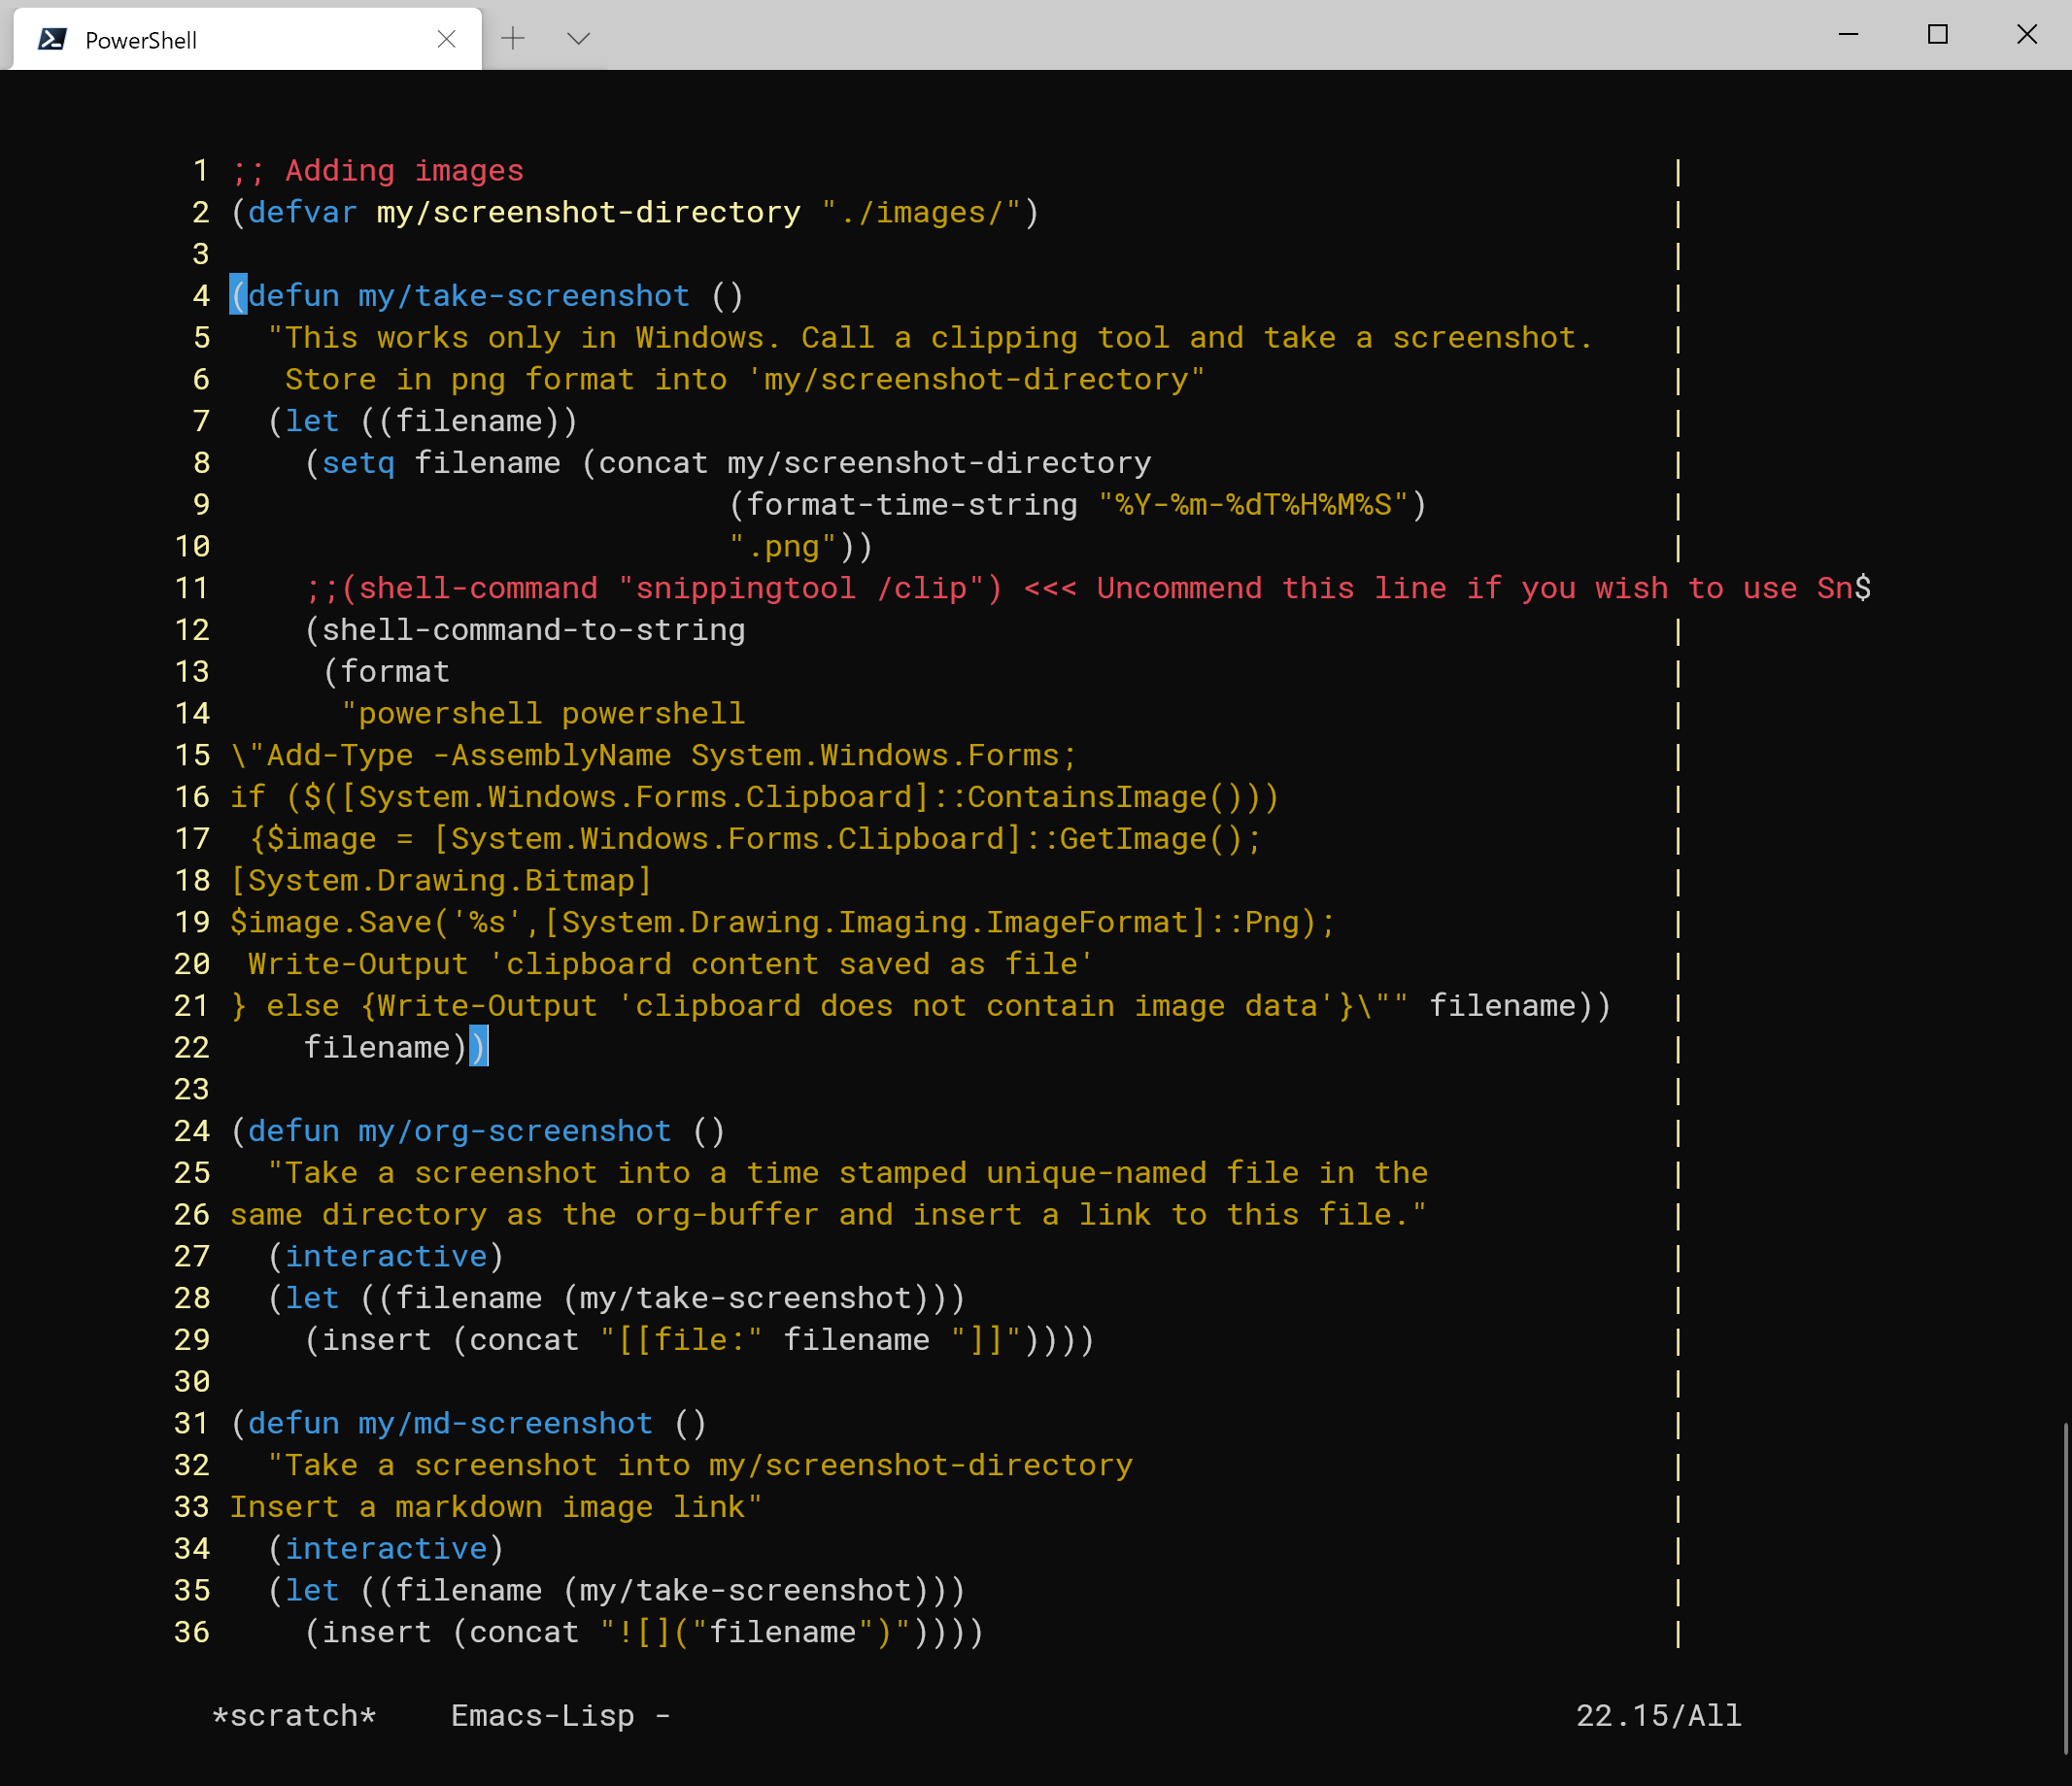 PowerShell
1 ;; Adding images
2 (defvar my/screenshot-directory "./images/")
3
4 (defun my/take-screenshot ()
5   "This works only in Windows. Call a clipping tool and take a screenshot.
6    Store in png format into 'my/screenshot-directory"
7   (let ((filename))
8     (setq filename (concat my/screenshot-directory
9                            (format-time-string "%Y-%m-%dT%H%M%S")
10                            ".png"))
11     ;;(shell-command "snippingtool /clip") <<< Uncommend this line if you wish to use Sn$
12     (shell-command-to-string
13      (format
14       "powershell powershell
15 \"Add-Type -AssemblyName System.Windows.Forms;
16 if ($([System.Windows.Forms.Clipboard]::ContainsImage()))
17  {$image = [System.Windows.Forms.Clipboard]::GetImage();
18 [System.Drawing.Bitmap]
19 $image.Save('%s',[System.Drawing.Imaging.ImageFormat]::Png);
20  Write-Output 'clipboard content saved as file'
21 } else {Write-Output 'clipboard does not contain image data'}\"" filename))
22     filename))
23
24 (defun my/org-screenshot ()
25   "Take a screenshot into a time stamped unique-named file in the
26 same directory as the org-buffer and insert a link to this file."
27   (interactive)
28   (let ((filename (my/take-screenshot)))
29     (insert (concat "[[file:" filename "]]"))))
30
31 (defun my/md-screenshot ()
32   "Take a screenshot into my/screenshot-directory
33 Insert a markdown image link"
34   (interactive)
35   (let ((filename (my/take-screenshot)))
36     (insert (concat "![]("filename")"))))
*scratch*    Emacs-Lisp -    22.15/All